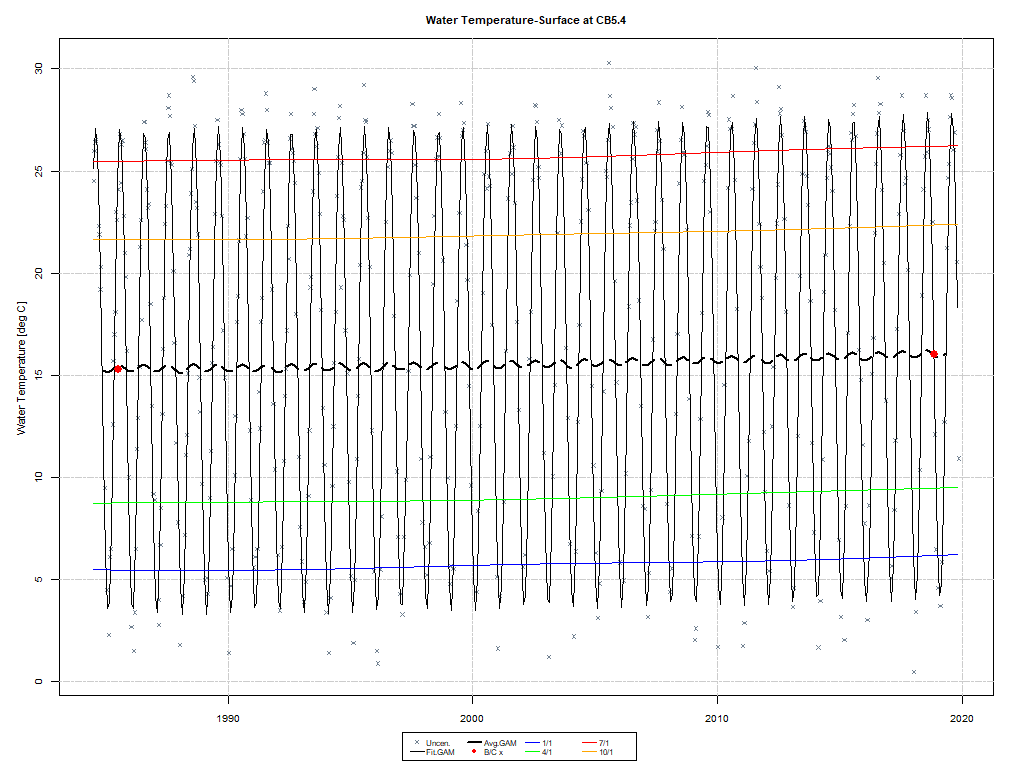 Water Temperature-Surface at CB5.4
Water Temperature [deg C]
30
25
20
15
10
5
0
1990 2000 2010 2020
Uncen. Avg.GAM 1/1 7/1
Fit.GAM B/C x 4/1 10/1